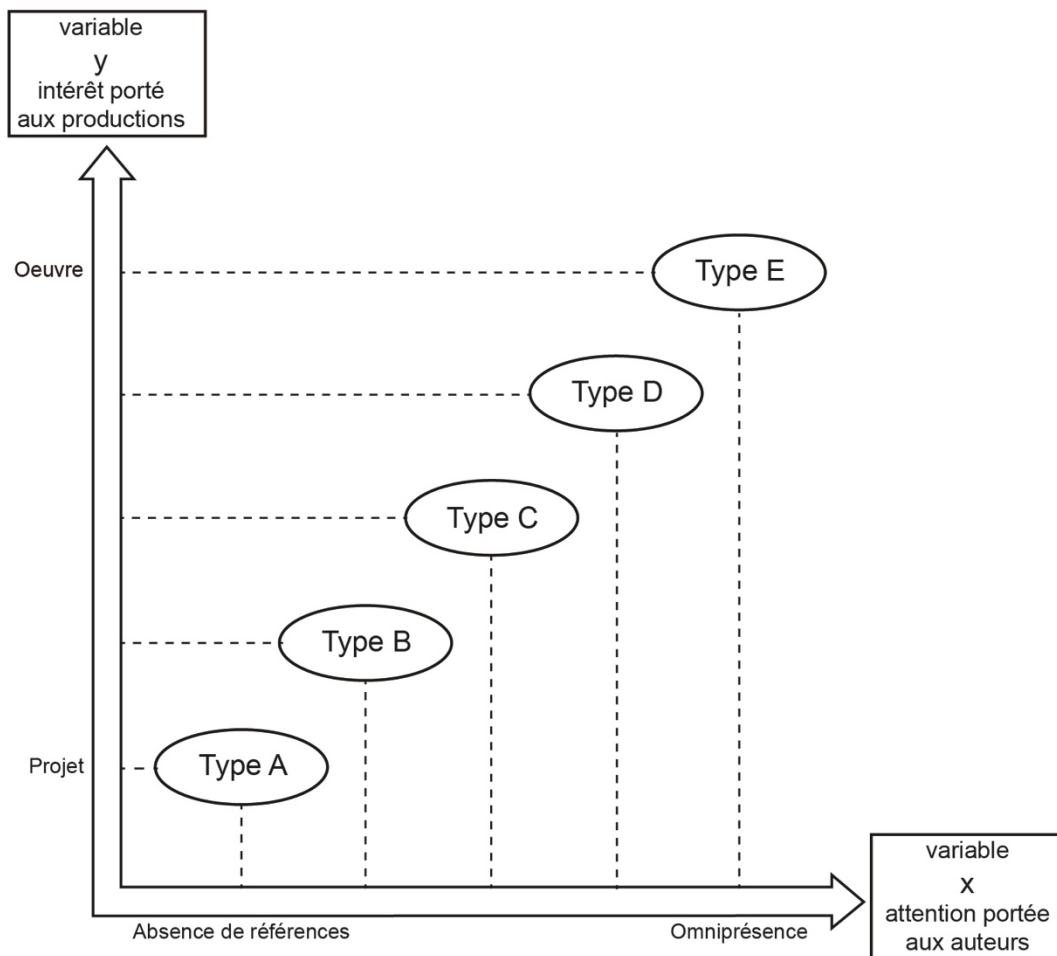 variable
y
intérêt porté
aux productions
Oeuvre
Type E
Type D
Type C
Type B
Projet
Type A
variable
x
attention portée
aux auteurs
Absence de références
Omniprésence